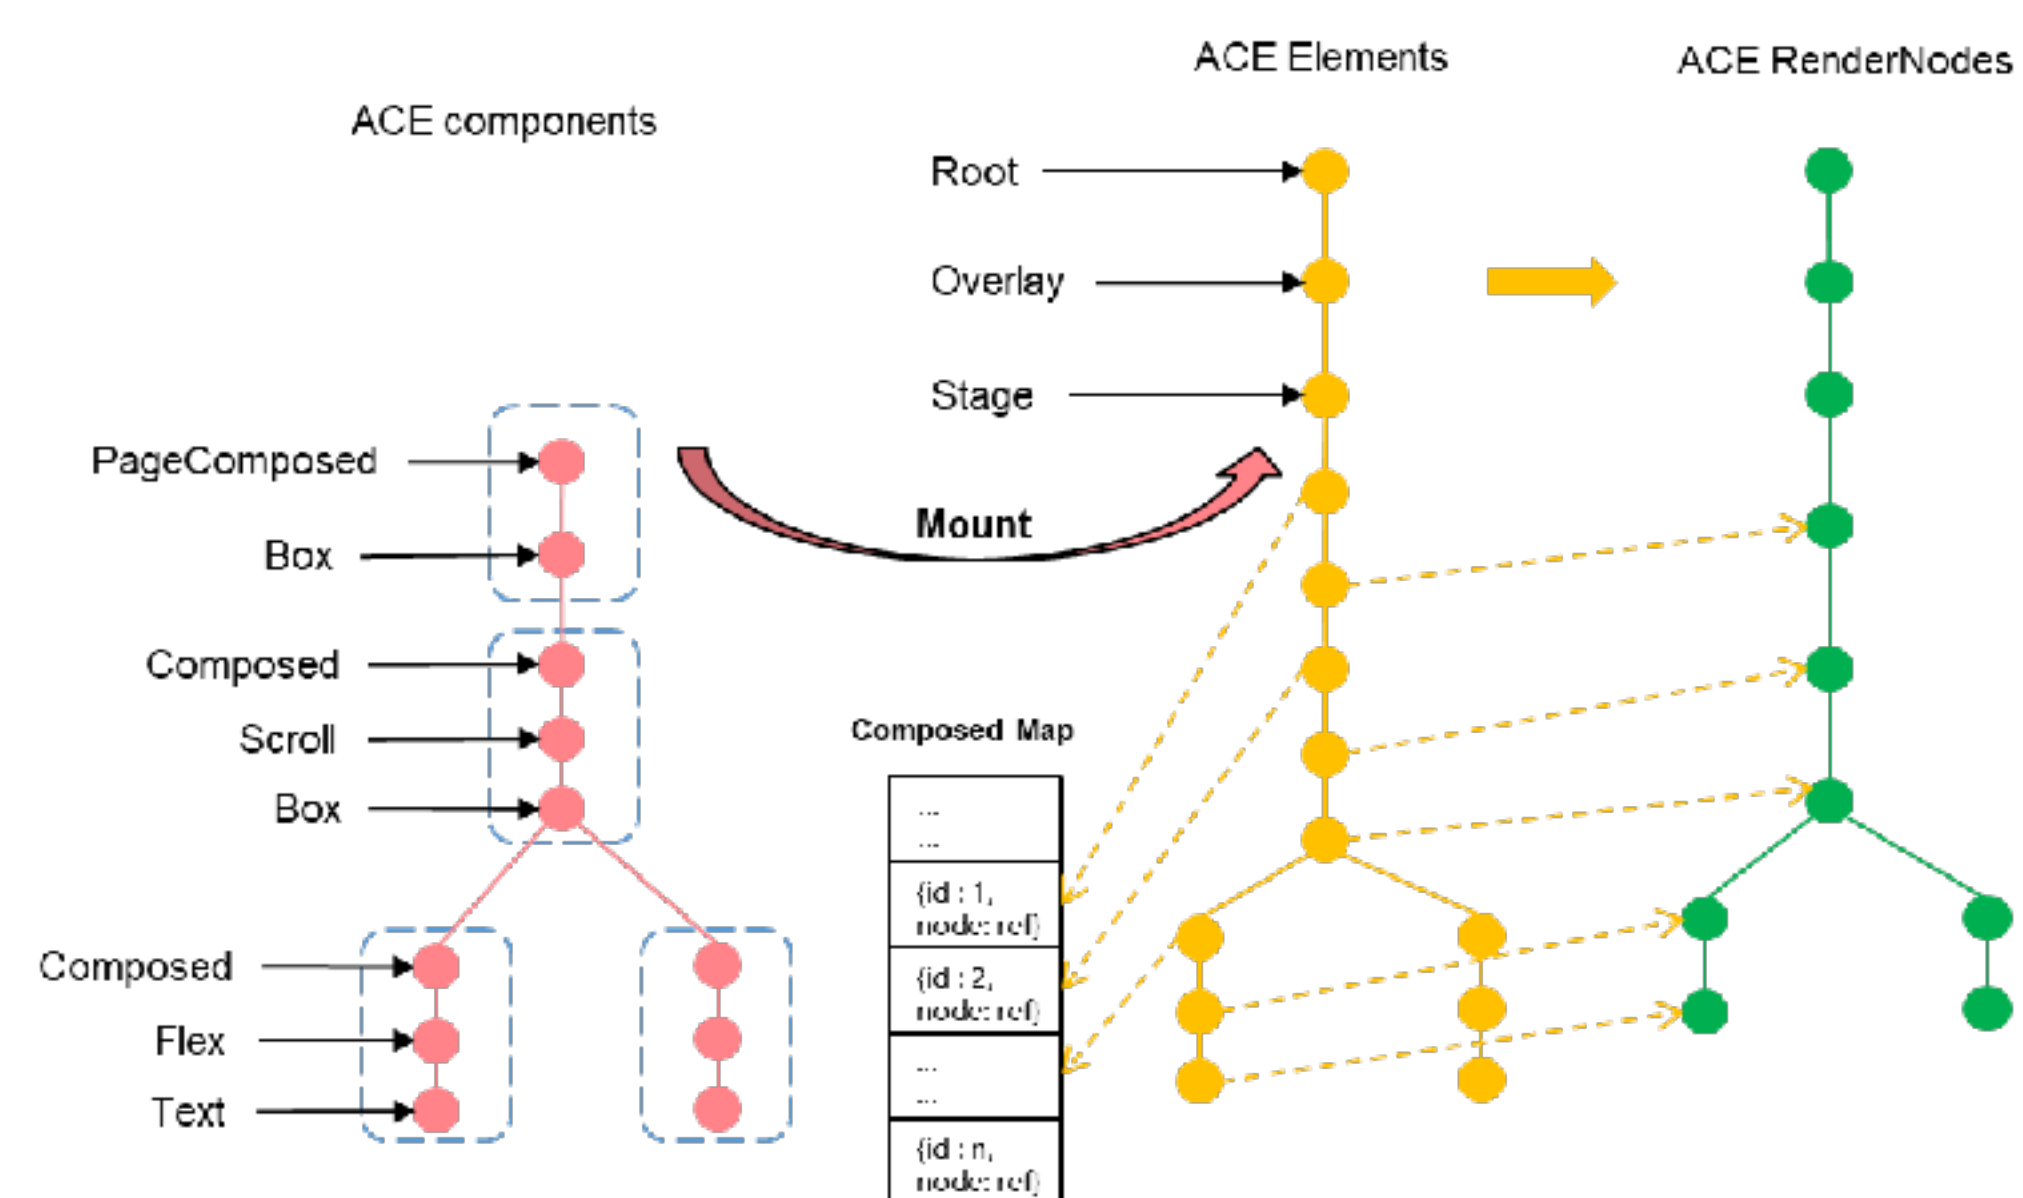 ACE Elements
ACE RenderNodes
ACE components
Root
Overlay
Stage
PageComposed
Mount
Box
Composed
Scroll
Box
Composed Map
...
...
{id : 1,
node: ref}
{id : 2,
node: ref}
...
...
{id : n,
node: ref}
Composed
Flex
Text